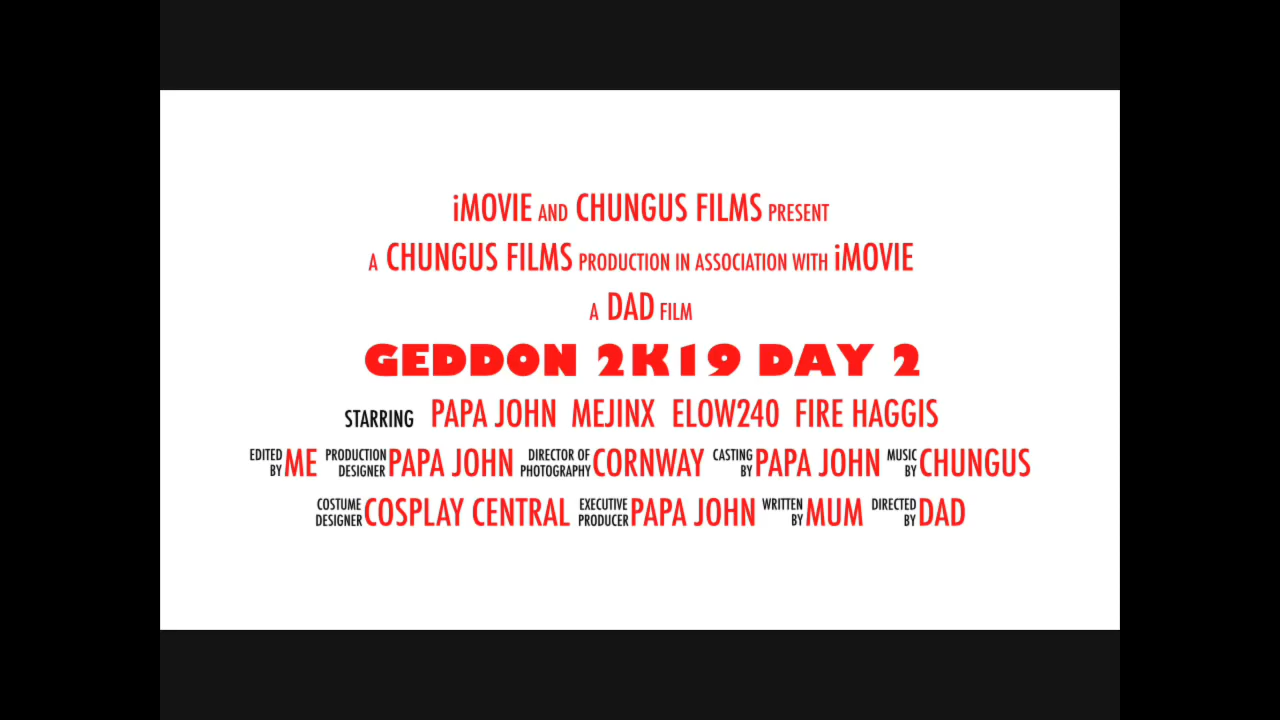 iMOVIE AND CHUNGUS FILMS PRESENT
A CHUNGUS FILMS PRODUCTION IN ASSOCIATION WITH iMOVIE
A DAD FILM
GEDDON 2K19 DAY 2
STARRING PAPA JOHN MEJINX ELOW240 FIRE HAGGIS
EDITED BY ME PRODUCTION DESIGNER PAPA JOHN DIRECTOR OF PHOTOGRAPHY CORNWAY CASTING BY PAPA JOHN MUSIC BY CHUNGUS
COSTUME DESIGNER COSPLAY CENTRAL EXECUTIVE PRODUCER PAPA JOHN WRITTEN BY MUM DIRECTED BY DAD